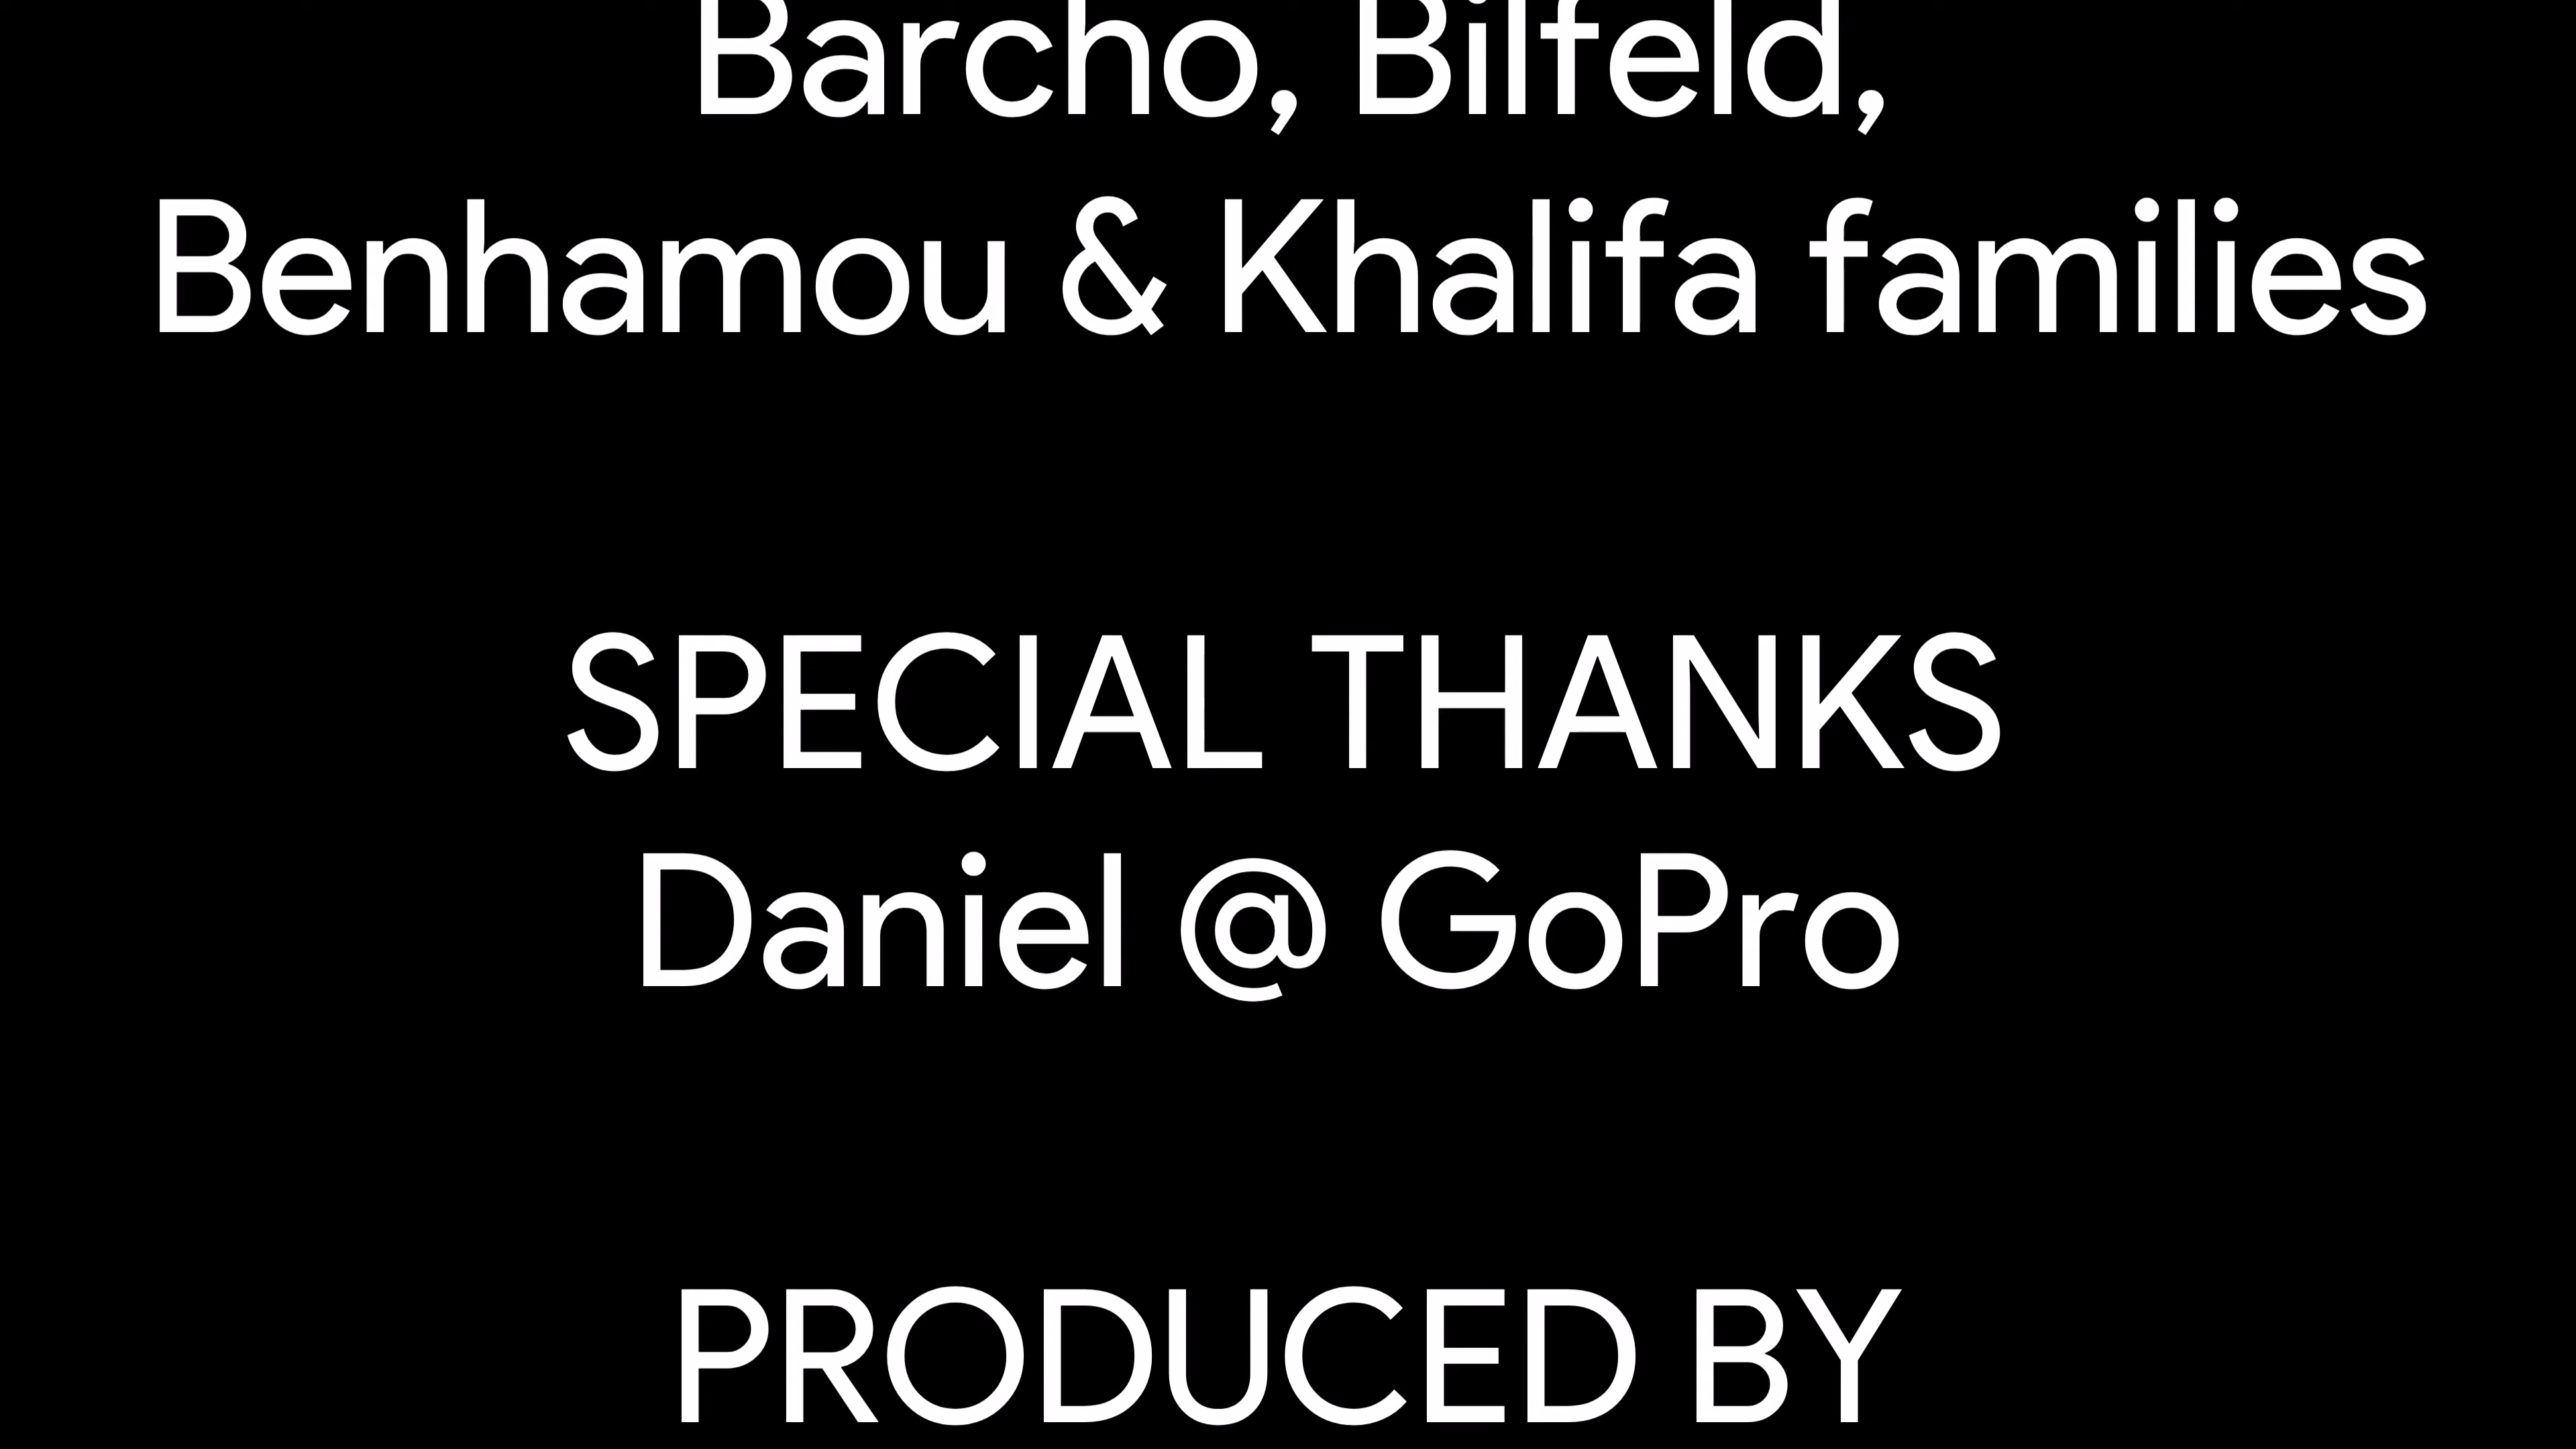 Barcho, Bilfeld,
Benhamou & Khalifa families
SPECIAL THANKS
Daniel @ GoPro
PRODUCED BY